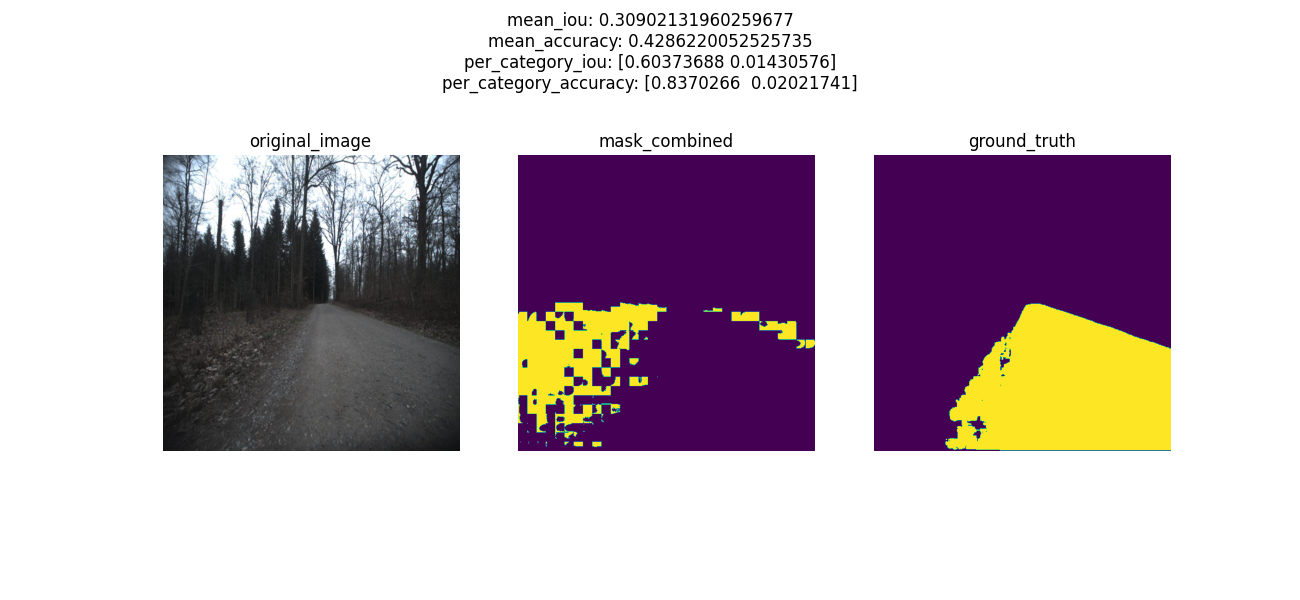 mean_iou: 0.30902131960259677
mean_accuracy: 0.4286220052525735
per_category_iou: [0.60373688 0.01430576]
per_category_accuracy: [0.8370266  0.02021741]
original_image
mask_combined
ground_truth